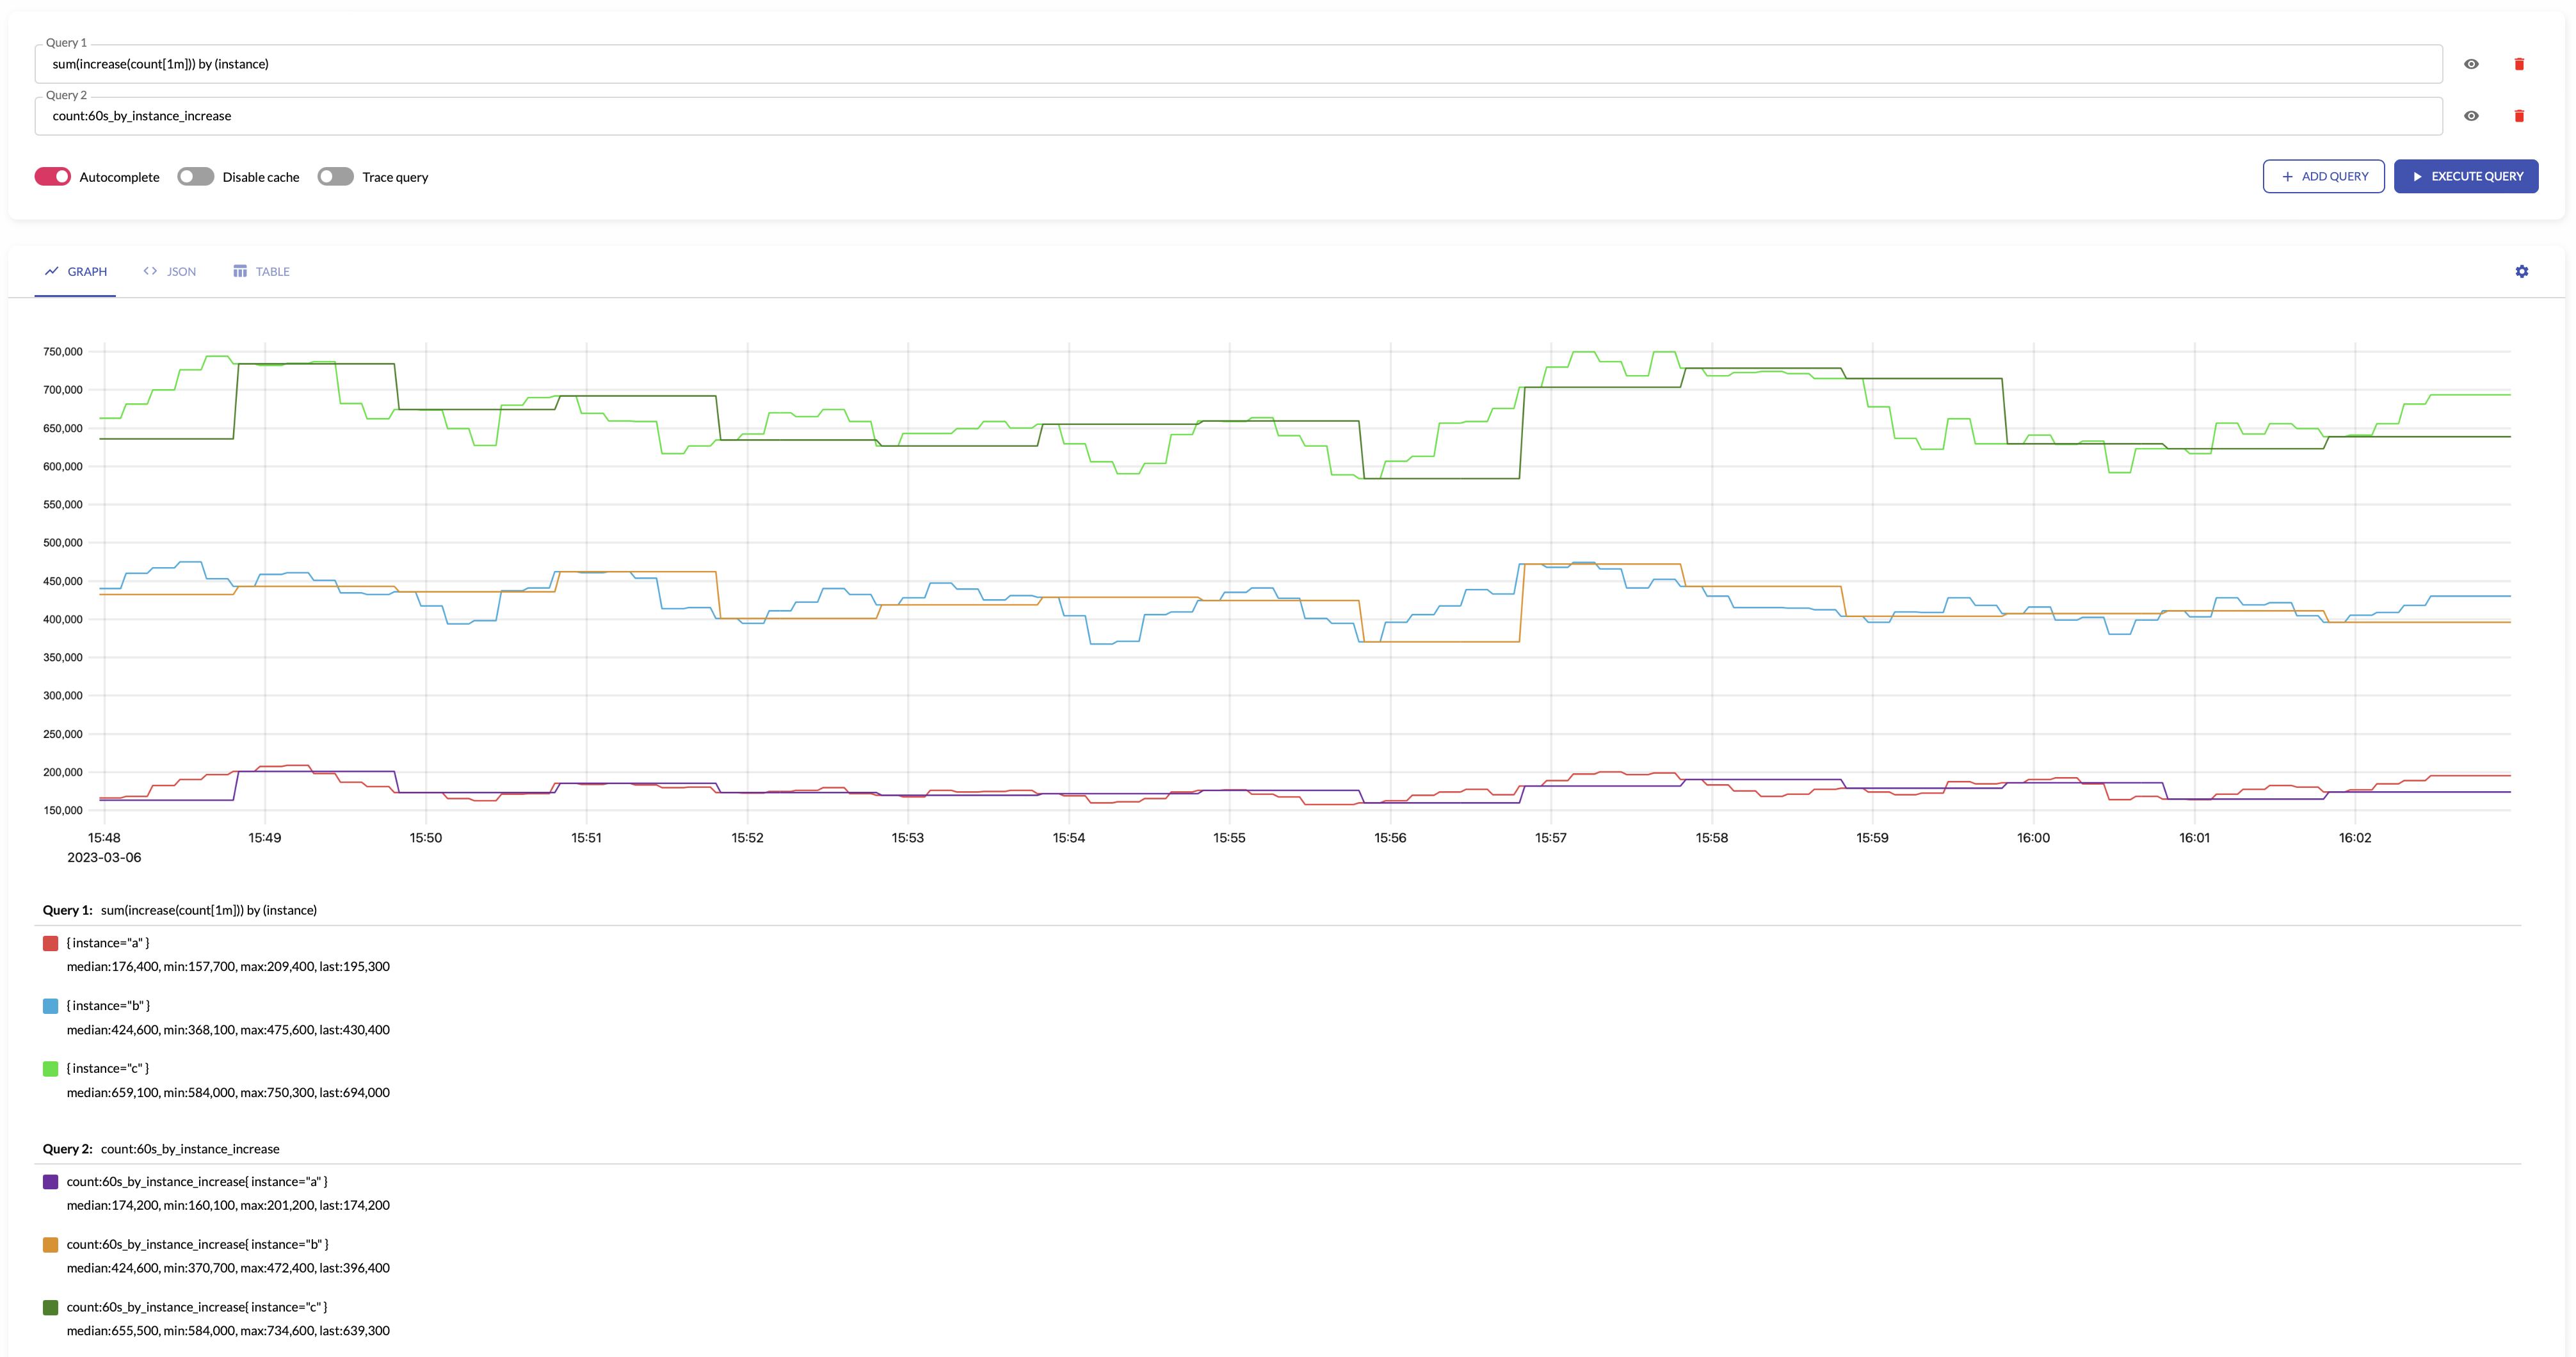 Query 1
sum(increase(count[1m])) by (instance)
Query 2
count:60s_by_instance_increase
Autocomplete Disable cache Trace query ADD QUERY EXECUTE QUERY
GRAPH JSON TABLE
750,000
700,000
650,000
600,000
550,000
500,000
450,000
400,000
350,000
300,000
250,000
200,000
150,000
15:48 15:49 15:50 15:51 15:52 15:53 15:54 15:55 15:56 15:57 15:58 15:59 16:00 16:01 16:02
2023-03-06
Query 1: sum(increase(count[1m])) by (instance)
{ instance="a" }
median:176,400, min:157,700, max:209,400, last:195,300
{ instance="b" }
median:424,600, min:368,100, max:475,600, last:430,400
{ instance="c" }
median:659,100, min:584,000, max:750,300, last:694,000
Query 2: count:60s_by_instance_increase
count:60s_by_instance_increase{ instance="a" }
median:174,200, min:160,100, max:201,200, last:174,200
count:60s_by_instance_increase{ instance="b" }
median:424,600, min:370,700, max:472,400, last:396,400
count:60s_by_instance_increase{ instance="c" }
median:655,500, min:584,000, max:734,600, last:639,300